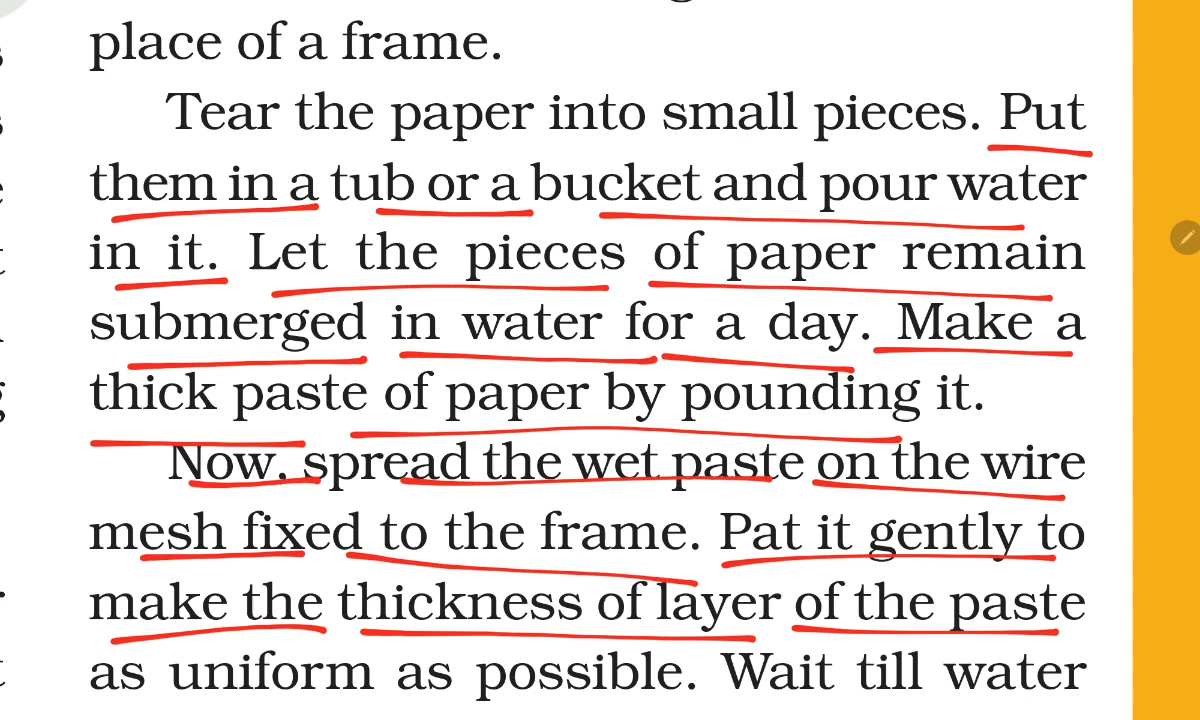 place of a frame.
Tear the paper into small pieces. Put
them in a tub or a bucket and pour water
in it. Let the pieces of paper remain
submerged in water for a day. Make a
thick paste of paper by pounding it.
Now, spread the wet paste on the wire
mesh fixed to the frame. Pat it gently to
make the thickness of layer of the paste
as uniform as possible. Wait till water